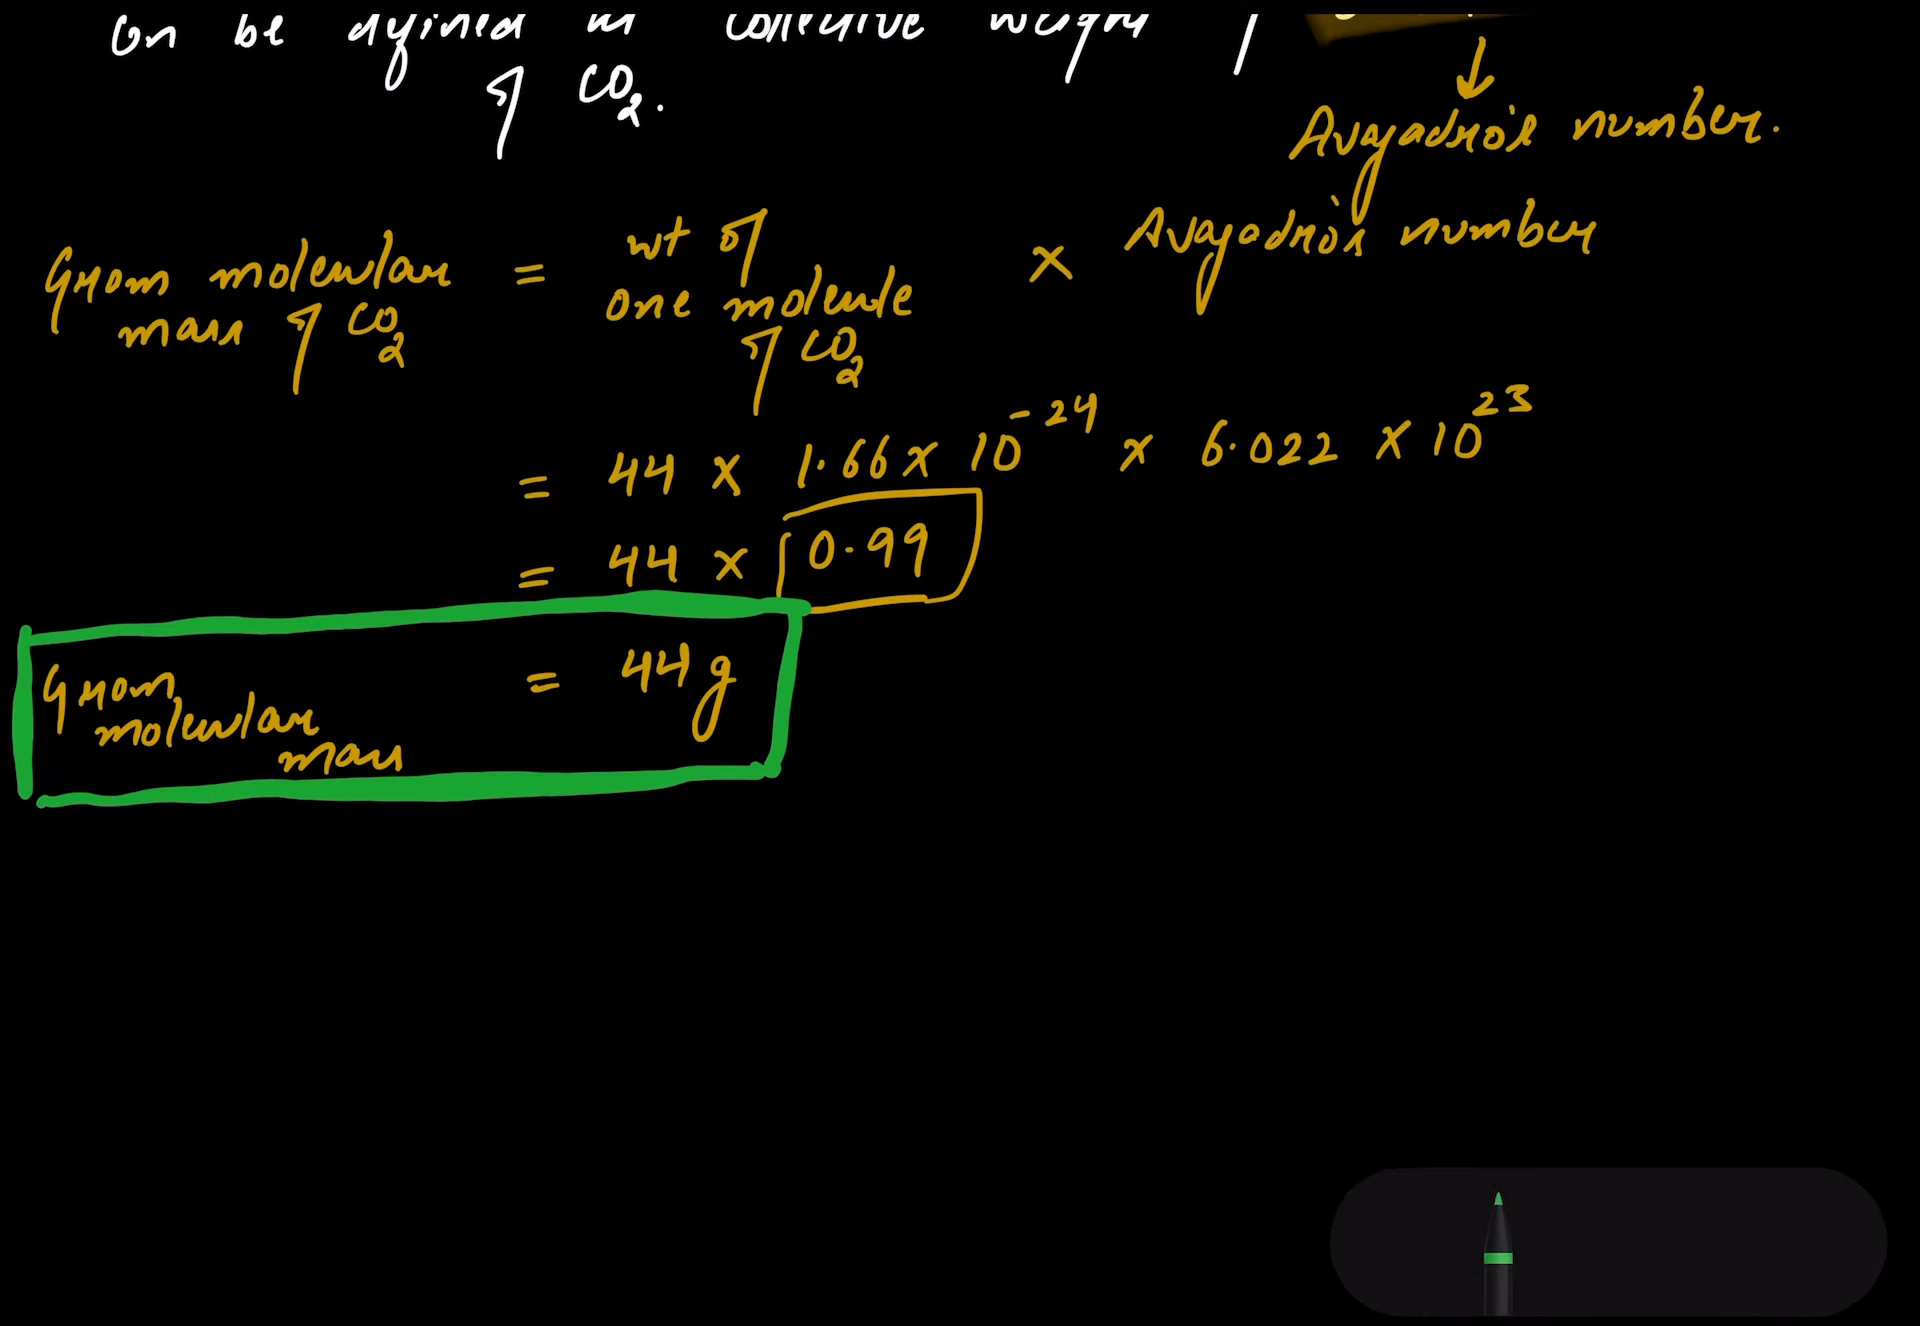 Can be defined as collective weight of
of CO2.
Avogadro's number.
Gram molecular mass of CO2 = wt of one molecule of CO2 × Avogadro's number
= 44 × 1.66 × 10^-24 × 6.022 × 10^23
= 44 × 0.99
Gram molecular mass = 44 g